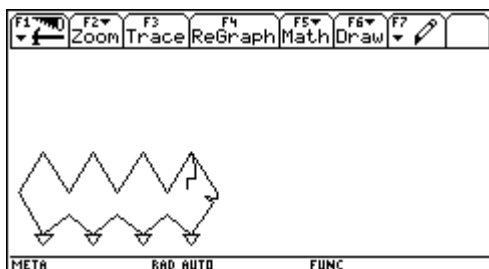 F1 F2 F3 F4 F5 F6 F7
Zoom Trace ReGraph Math Draw
META RAD AUTO FUNC